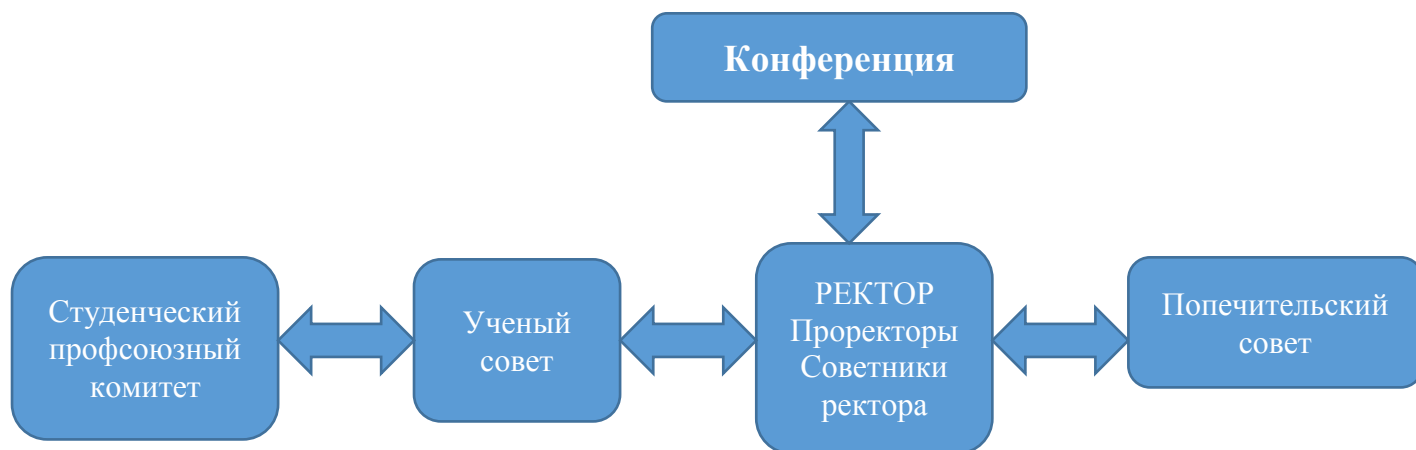 Конференция
Студенческий
профсоюзный
комитет
Ученый
совет
РЕКТОР
Проректоры
Советники
ректора
Попечительский
совет